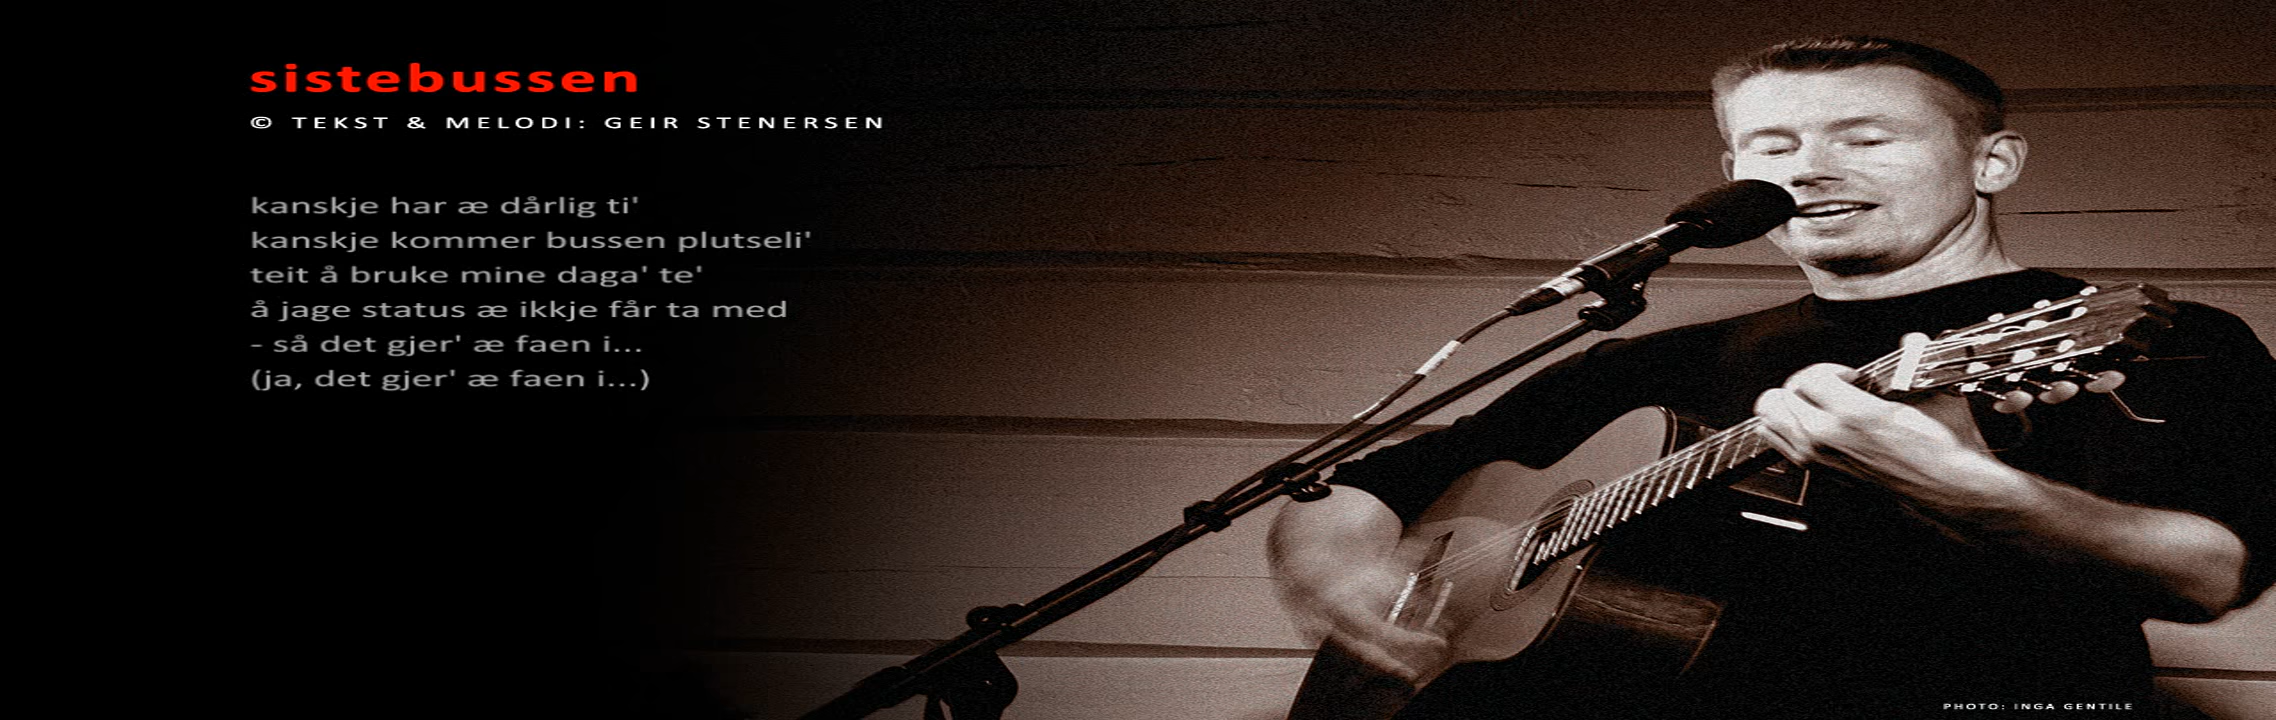 sistebussen
© TEKST & MELODI: GEIR STENERSEN
kanskje har æ dårlig ti'
kanskje kommer bussen plutseli'
teit å bruke mine daga' te'
å jage status æ ikkje får ta med
- så det gjer' æ faen i...
(ja, det gjer' æ faen i...)
PHOTO: INGA GENTILE